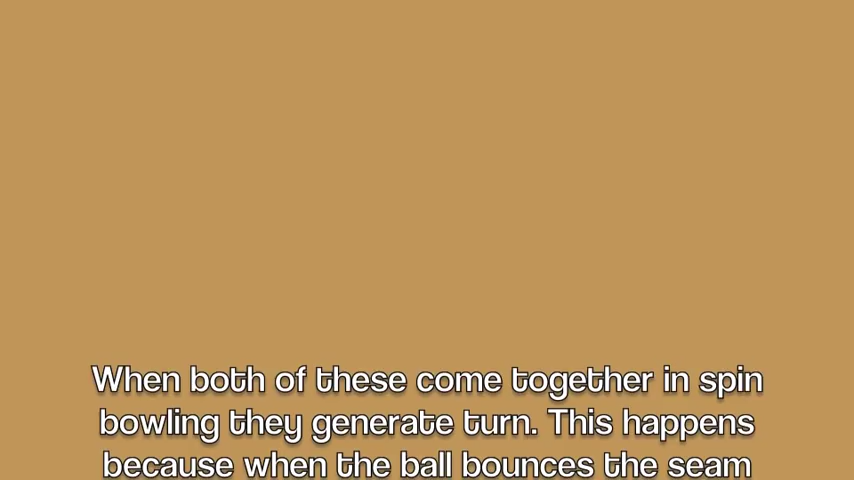 When both of these come together in spin
bowling they generate turn. This happens
because when the ball bounces the seam